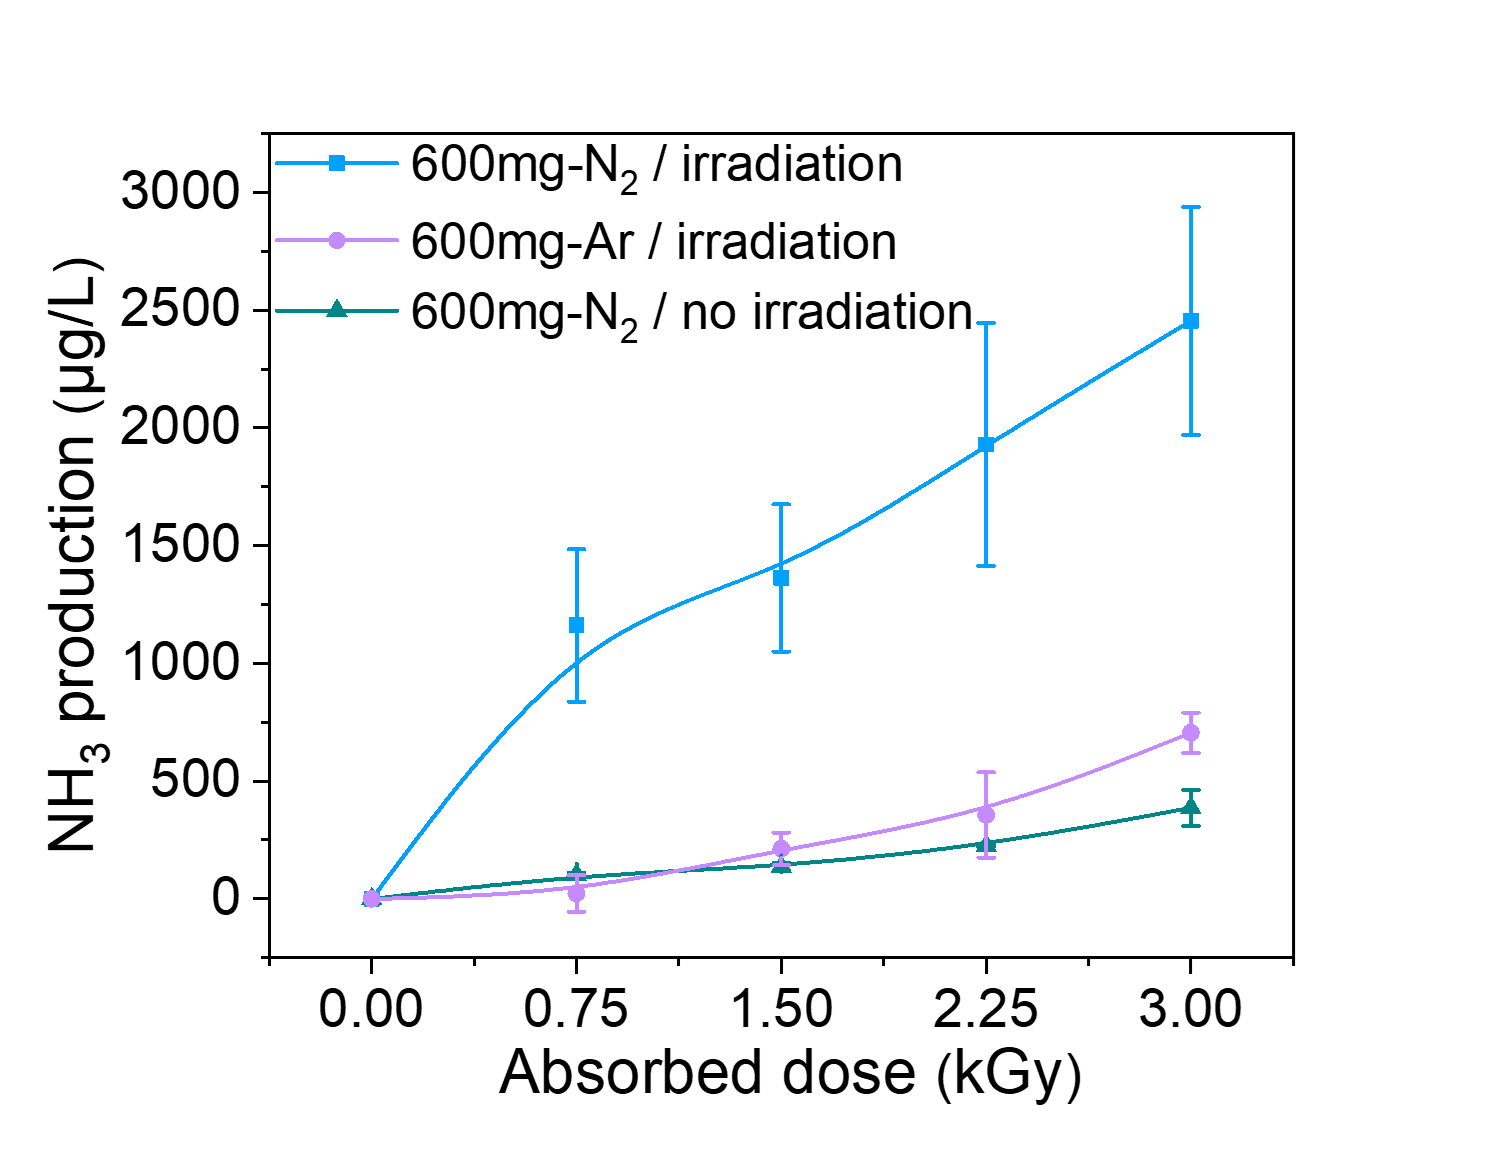 600mg-N₂ / irradiation
600mg-Ar / irradiation
600mg-N₂ / no irradiation
NH₃ production (μg/L)
3000
2500
2000
1500
1000
500
0
0.00 0.75 1.50 2.25 3.00
Absorbed dose (kGy)